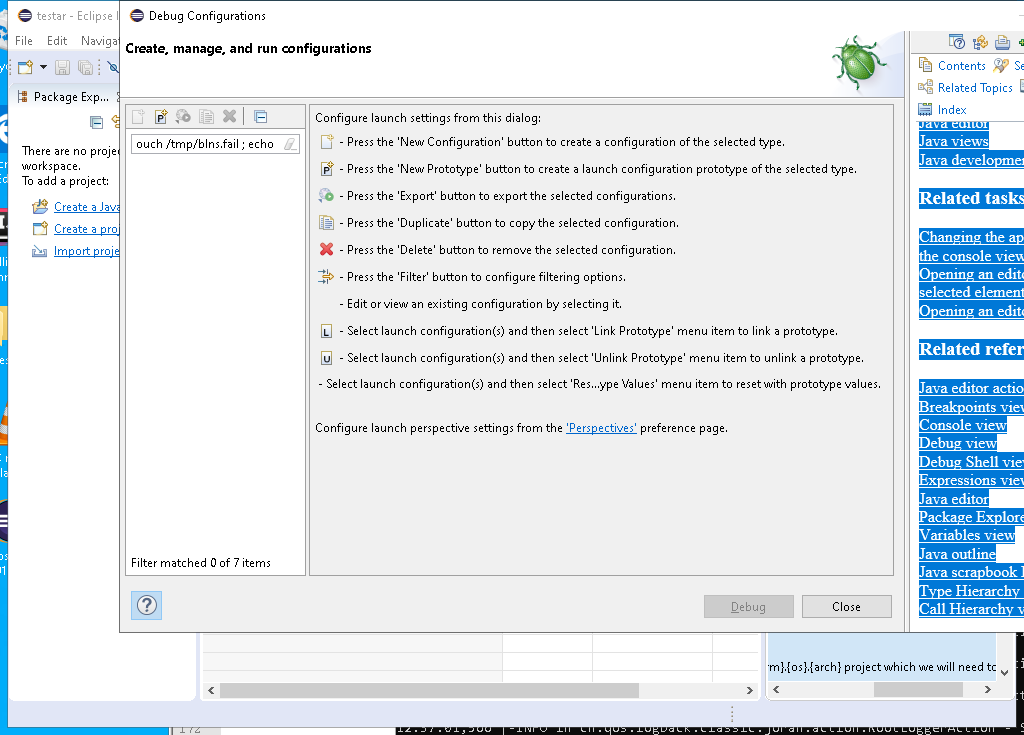 testar - Eclipse I
Debug Configurations
File Edit Naviga
Create, manage, and run configurations
Package Exp...
There are no proje
workspace.
To add a project:
Create a Java
Create a proj
Import proje
ouch /tmp/blns.fail ; echo
Filter matched 0 of 7 items
Configure launch settings from this dialog:
- Press the 'New Configuration' button to create a configuration of the selected type.
P - Press the 'New Prototype' button to create a launch configuration prototype of the selected type.
- Press the 'Export' button to export the selected configurations.
- Press the 'Duplicate' button to copy the selected configuration.
- Press the 'Delete' button to remove the selected configuration.
- Press the 'Filter' button to configure filtering options.
- Edit or view an existing configuration by selecting it.
L - Select launch configuration(s) and then select 'Link Prototype' menu item to link a prototype.
U - Select launch configuration(s) and then select 'Unlink Prototype' menu item to unlink a prototype.
- Select launch configuration(s) and then select 'Res...ype Values' menu item to reset with prototype values.
Configure launch perspective settings from the 'Perspectives' preference page.
Debug Close
Contents Se
Related Topics
Index
Java editor
Java views
Java developmen
Related tasks
Changing the ap
the console view
Opening an edito
selected element
Opening an edito
Related refer
Java editor actio
Breakpoints view
Console view
Debug view
Debug Shell view
Expressions view
Java editor
Package Explore
Variables view
Java outline
Java scrapbook
Type Hierarchy
Call Hierarchy v
rm}.{os}.{arch} project which we will need to
172
12:57:01,566 |-INFO in ch.qos.logback.classic.joran.action.RootLoggerAction - s